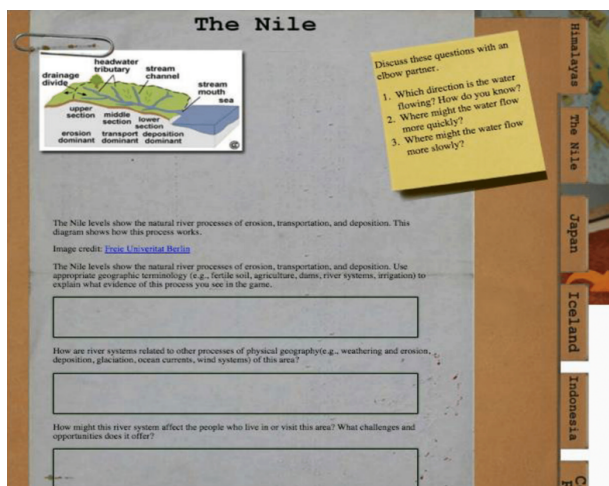 The Nile
headwater
tributary
stream
channel
drainage
divide
stream
mouth
sea
upper
section
middle
section
lower
section
erosion
dominant
transport
dominant
deposition
dominant
Discuss these questions with an
elbow partner.
1. Which direction is the water
flowing? How do you know?
2. Where might the water flow
more quickly?
3. Where might the water flow
more slowly?
The Nile levels show the natural river processes of erosion, transportation, and deposition. This
diagram shows how this process works.
Image credit: Freie Univeritat Berlin
The Nile levels show the natural river processes of erosion, transportation, and deposition. Use
appropriate geographic terminology (e.g., fertile soil, agriculture, dams, river systems, irrigation) to
explain what evidence of this process you see in the game.
How are river systems related to other processes of physical geography(e.g., weathering and erosion,
deposition, glaciation, ocean currents, wind systems) of this area?
How might this river system affect the people who live in or visit this area? What challenges and
opportunities does it offer?
Himalayas
The Nile
Japan
Iceland
Indonesia